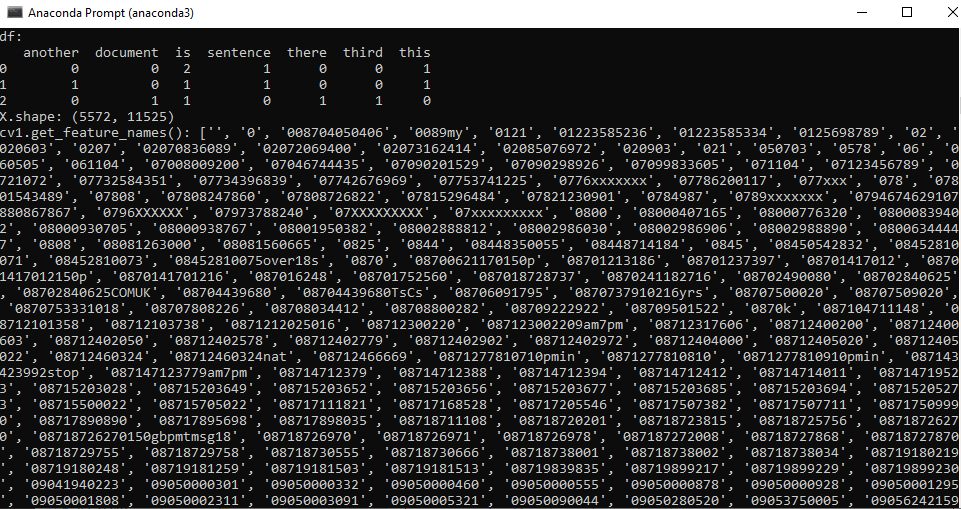 Anaconda Prompt (anaconda3)
df:
another document is sentence there third this
0 0 0 2 1 0 0 1
1 1 0 1 1 0 0 1
2 0 1 1 0 1 1 0
X.shape: (5572, 11525)
cv1.get_feature_names(): ['', '0', '008704050406', '0089my', '0121', '01223585236', '01223585334', '0125698789', '02', '
020603', '0207', '02070836089', '02072069400', '02073162414', '02085076972', '020903', '021', '050703', '0578', '06', '0
60505', '061104', '07008009200', '07046744435', '07090201529', '07090298926', '07099833605', '071104', '07123456789', '0
721072', '07732584351', '07734396839', '07742676969', '07753741225', '0776xxxxxxx', '07786200117', '077xxx', '078', '078
01543489', '07808', '07808247860', '07808726822', '07815296484', '07821230901', '0784987', '0789xxxxxxx', '0794674629107
880867867', '0796XXXXXX', '07973788240', '07XXXXXXXXX', '07xxxxxxxxx', '0800', '08000407165', '08000776320', '0800083940
2', '08000930705', '08000938767', '08001950382', '08002888812', '08002986030', '08002986906', '08002988890', '0800634444
7', '0808', '08081263000', '08081560665', '0825', '0844', '08448350055', '08448714184', '0845', '08450542832', '08452810
071', '08452810073', '08452810075over18s', '0870', '08700621170150p', '08701213186', '08701237397', '08701417012', '0870
1417012150p', '0870141701216', '087016248', '08701752560', '087018728737', '0870241182716', '08702490080', '08702840625'
, '08702840625COMUK', '08704439680', '08704439680TsCs', '08706091795', '0870737910216yrs', '08707500020', '08707509020',
'0870753331018', '08707808226', '08708034412', '08708800282', '08709222922', '08709501522', '0870k', '087104711148', '0
8712101358', '08712103738', '0871212025016', '08712300220', '087123002209am7pm', '08712317606', '08712400200', '08712400
603', '08712402050', '08712402578', '08712402779', '08712402902', '08712402972', '08712404000', '08712405020', '08712405
022', '08712460324', '08712460324nat', '08712466669', '0871277810710pmin', '0871277810810', '0871277810910pmin', '087143
423992stop', '087147123779am7pm', '08714712379', '08714712388', '08714712394', '08714712412', '08714714011', '0871471952
3', '08715203028', '08715203649', '08715203652', '08715203656', '08715203677', '08715203685', '08715203694', '0871520527
3', '08715500022', '08715705022', '08717111821', '08717168528', '08717205546', '08717507382', '08717507711', '0871750999
0', '08717890890', '08717895698', '08717898035', '08718711108', '08718720201', '08718723815', '08718725756', '0871872627
0', '087187262701​50gbpmtmsg18', '08718726970', '08718726971', '08718726978', '087187272008', '08718727868', '0871872787​0
', '08718729755', '08718729758', '08718730555', '08718730666', '08718738001', '08718738002', '08718738034', '08719180219
', '08719180248', '08719181259', '08719181503', '08719181513', '08719839835', '08719899217', '08719899229', '08719899230
', '09041940223', '09050000301', '09050000332', '09050000460', '09050000555', '09050000878', '09050000928', '09050001295
', '09050001808', '09050002311', '09050003091', '09050005321', '09050090044', '09050280520', '09053750005', '09056242159